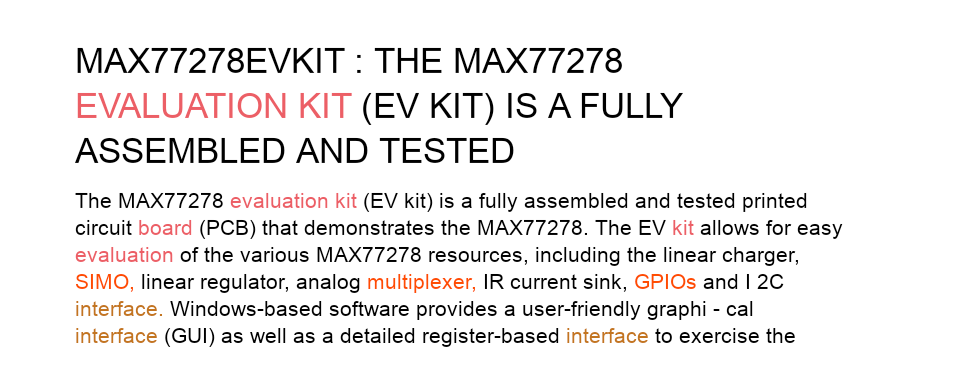 MAX77278EVKIT : THE MAX77278
EVALUATION KIT (EV KIT) IS A FULLY
ASSEMBLED AND TESTED
The MAX77278 evaluation kit (EV kit) is a fully assembled and tested printed
circuit board (PCB) that demonstrates the MAX77278. The EV kit allows for easy
evaluation of the various MAX77278 resources, including the linear charger,
SIMO, linear regulator, analog multiplexer, IR current sink, GPIOs and I 2C
interface. Windows-based software provides a user-friendly graphi - cal
interface (GUI) as well as a detailed register-based interface to exercise the